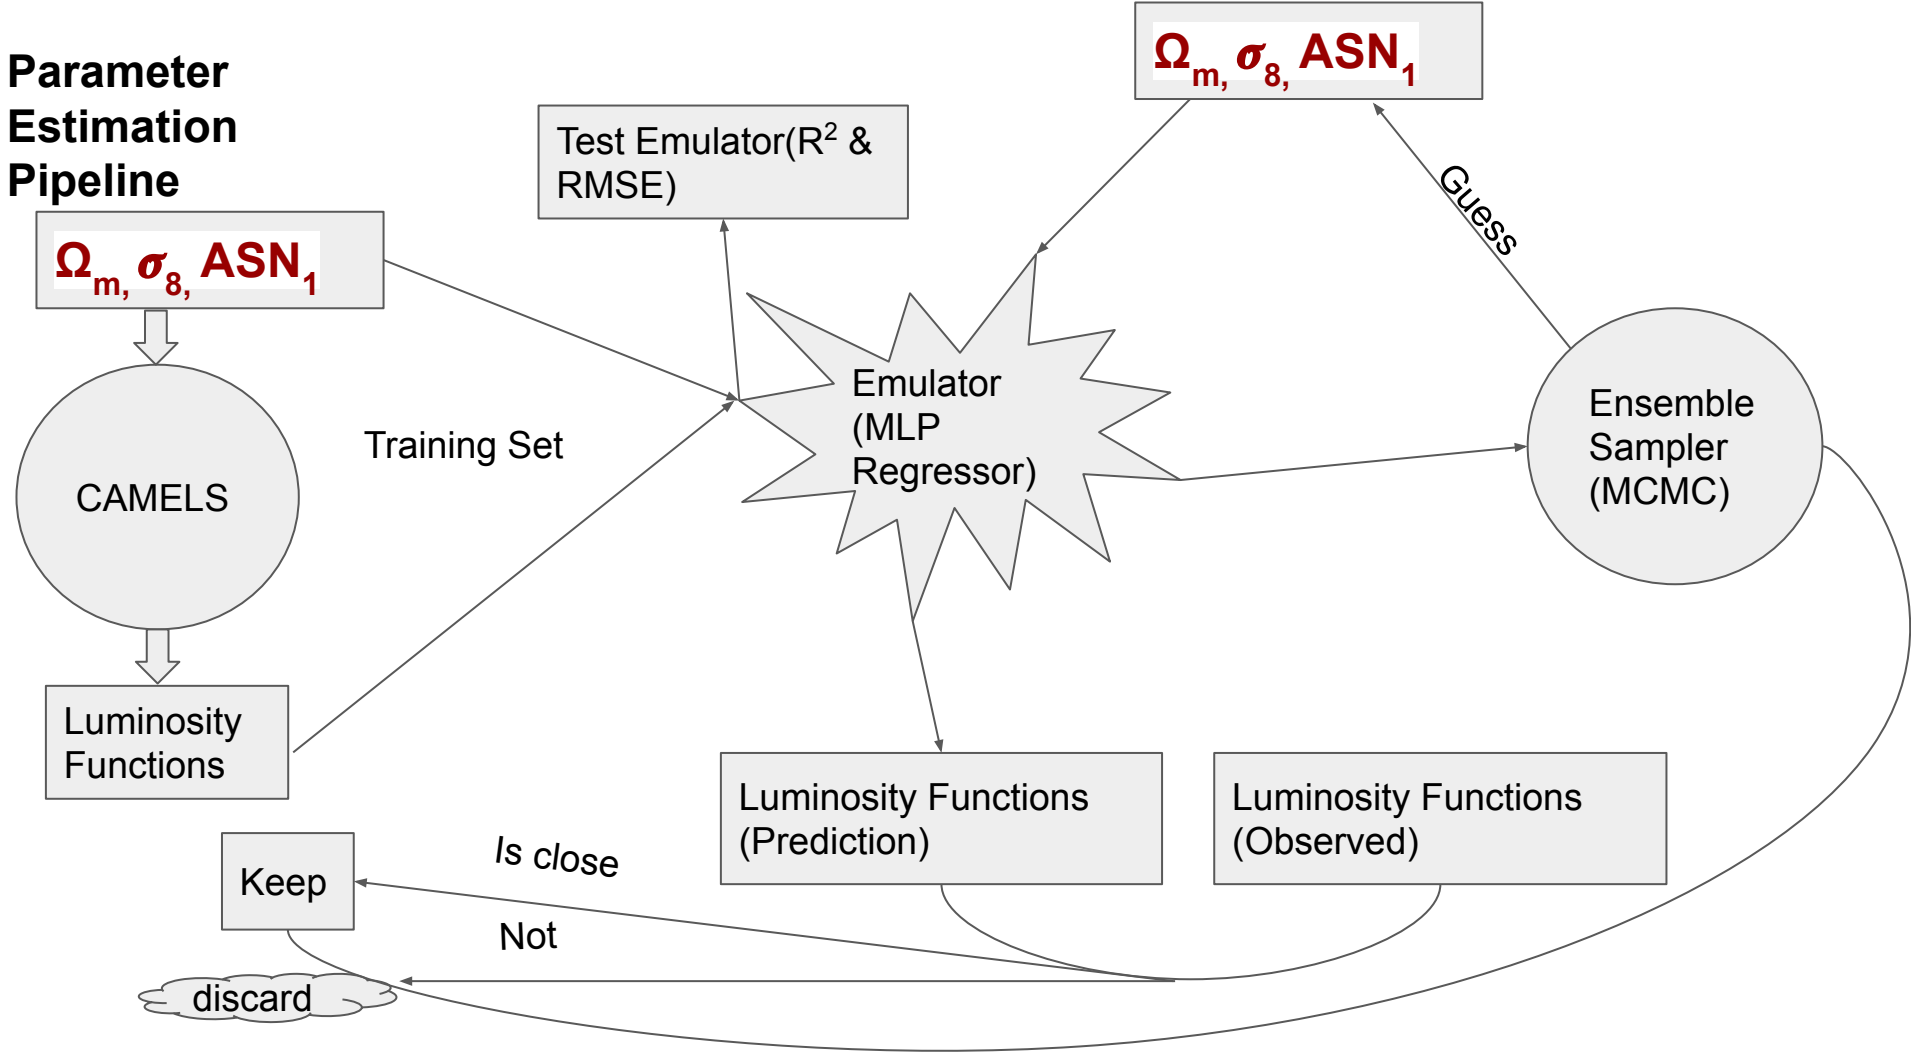 Parameter
Estimation
Pipeline
Ωm, σ8, ASN1
Test Emulator(R² &
RMSE)
Ωm, σ8, ASN1
Guess
Training Set
CAMELS
Emulator
(MLP
Regressor)
Ensemble
Sampler
(MCMC)
Luminosity
Functions
Luminosity Functions
(Prediction)
Luminosity Functions
(Observed)
Is close
Keep
Not
discard